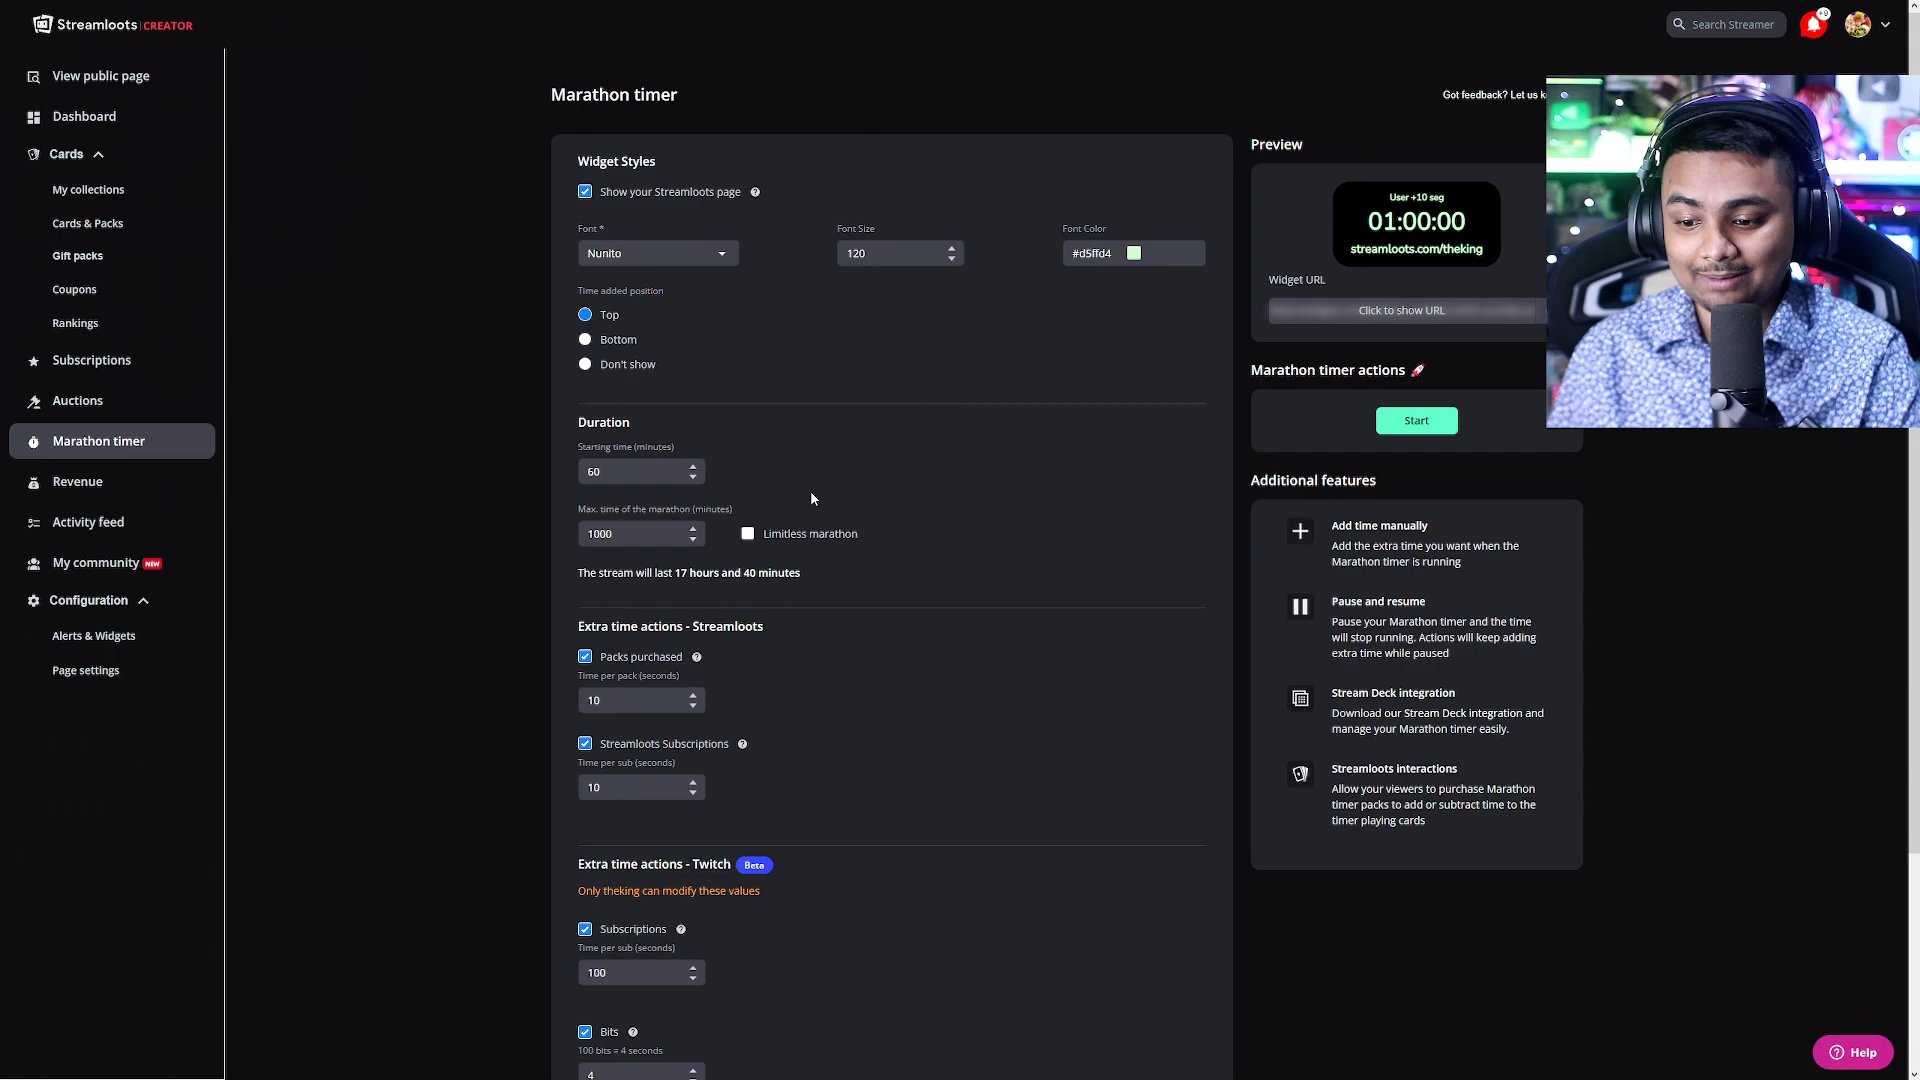 Streamloots CREATOR
Search Streamer
+9
View public page
Dashboard
Cards
My collections
Cards & Packs
Gift packs
Coupons
Rankings
Subscriptions
Auctions
Marathon timer
Revenue
Activity feed
My community NEW
Configuration
Alerts & Widgets
Page settings
Marathon timer
Got feedback? Let us
Widget Styles
Show your Streamloots page
Font *
Nunito
Font Size
120
Font Color
#d5ffd4
Time added position
Top
Bottom
Don't show
Duration
Starting time (minutes)
60
Max. time of the marathon (minutes)
1000
Limitless marathon
The stream will last 17 hours and 40 minutes
Extra time actions - Streamloots
Packs purchased
Time per pack (seconds)
10
Streamloots Subscriptions
Time per sub (seconds)
10
Extra time actions - Twitch Beta
Only theking can modify these values
Subscriptions
Time per sub (seconds)
100
Bits
100 bits = 4 seconds
4
Preview
User +10 seg
01:00:00
streamloots.com/theking
Widget URL
Click to show URL
Marathon timer actions 🚀
Start
Additional features
Add time manually
Add the extra time you want when the
Marathon timer is running
Pause and resume
Pause your Marathon timer and the time
will stop running. Actions will keep adding
extra time while paused
Stream Deck integration
Download our Stream Deck integration and
manage your Marathon timer easily.
Streamloots interactions
Allow your viewers to purchase Marathon
timer packs to add or subtract time to the
timer playing cards
Help